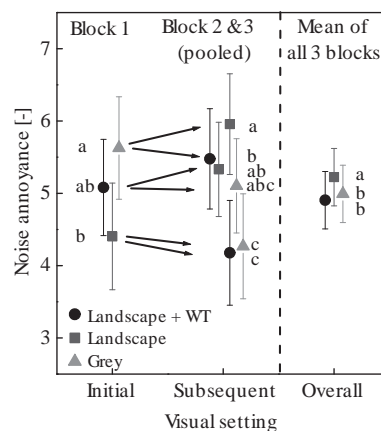 Block 1 Block 2 &3 Mean of
(pooled) all 3 blocks
7
6
5
4
3
Noise annoyance [-]
a
ab
b
a
b
ab
abc
c
c
a
b
b
Landscape + WT
Landscape
Grey
Initial Subsequent Overall
Visual setting